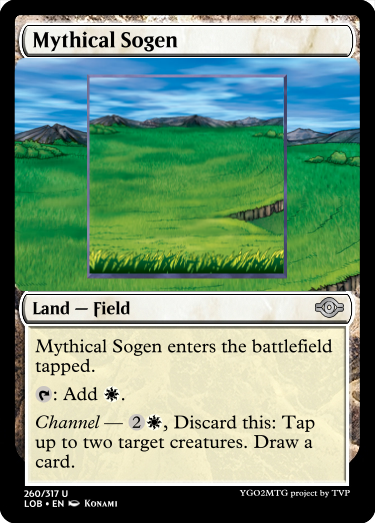 Mythical Sogen
Land — Field
Mythical Sogen enters the battlefield
tapped.
: Add .
Channel — 2, Discard this: Tap
up to two target creatures. Draw a
card.
260/317 U
LOB • EN Konami
YGO2MTG project by TVP